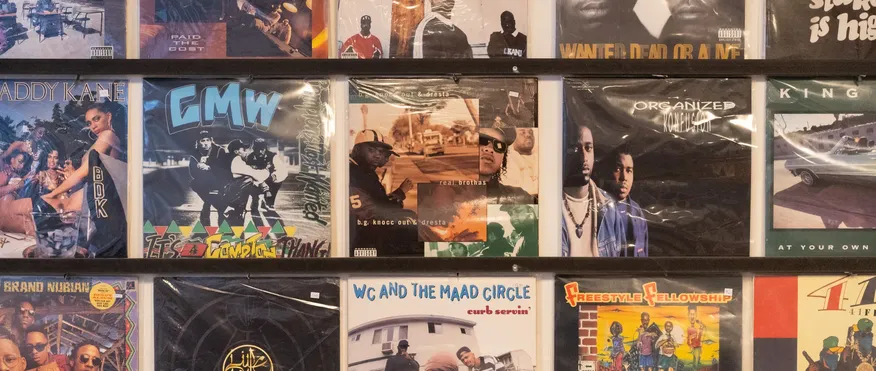 PAID
THE
COST
KANE
WANTED DEAD OR ALIVE
is hig
ADDY KANE
BDK
CMW
IT'S A COMPTON THANG
b.g. knocc out & dresta
real brothas
b.g. knocc out & dresta
ORGANIZED
KONFUSION
KING
AT YOUR OWN
BRAND NUBIAN
WC AND THE MAAD CIRCLE
curb servin'
FREESTYLE FELLOWSHIP